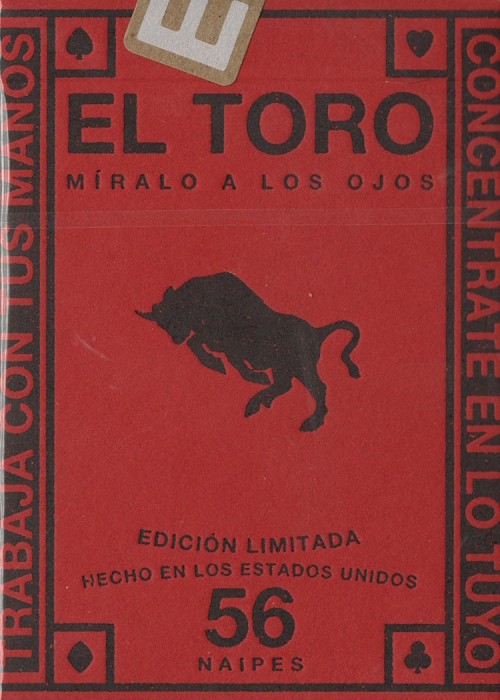 E
EL TORO
MÍRALO A LOS OJOS
TRABAJA CON TUS MANOS
CONCENTRATE EN LO TUYO
EDICIÓN LIMITADA
HECHO EN LOS ESTADOS UNIDOS
56
NAIPES